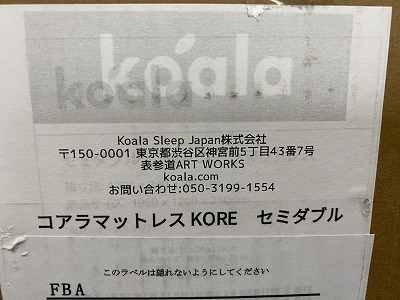 koala
koala
Koala Sleep Japan株式会社
〒150-0001 東京都渋谷区神宮前5丁目43番7号
表参道ART WORKS
koala.com
お問い合わせ:050-3199-1554
コアラマットレス KORE セミダブル
このラベルは隠れないようにしてください
FBA